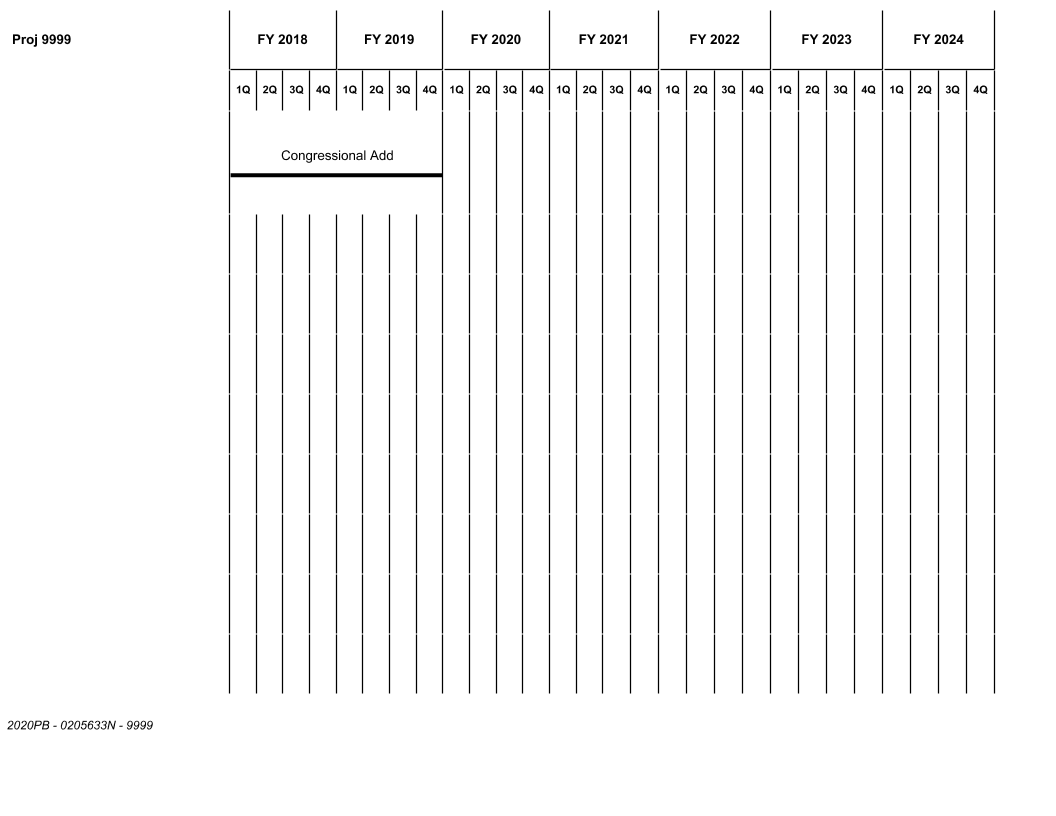 Proj 9999 FY 2018 FY 2019 FY 2020 FY 2021 FY 2022 FY 2023 FY 2024
1Q 2Q 3Q 4Q 1Q 2Q 3Q 4Q 1Q 2Q 3Q 4Q 1Q 2Q 3Q 4Q 1Q 2Q 3Q 4Q 1Q 2Q 3Q 4Q 1Q 2Q 3Q 4Q
Congressional Add
2020PB - 0205633N - 9999